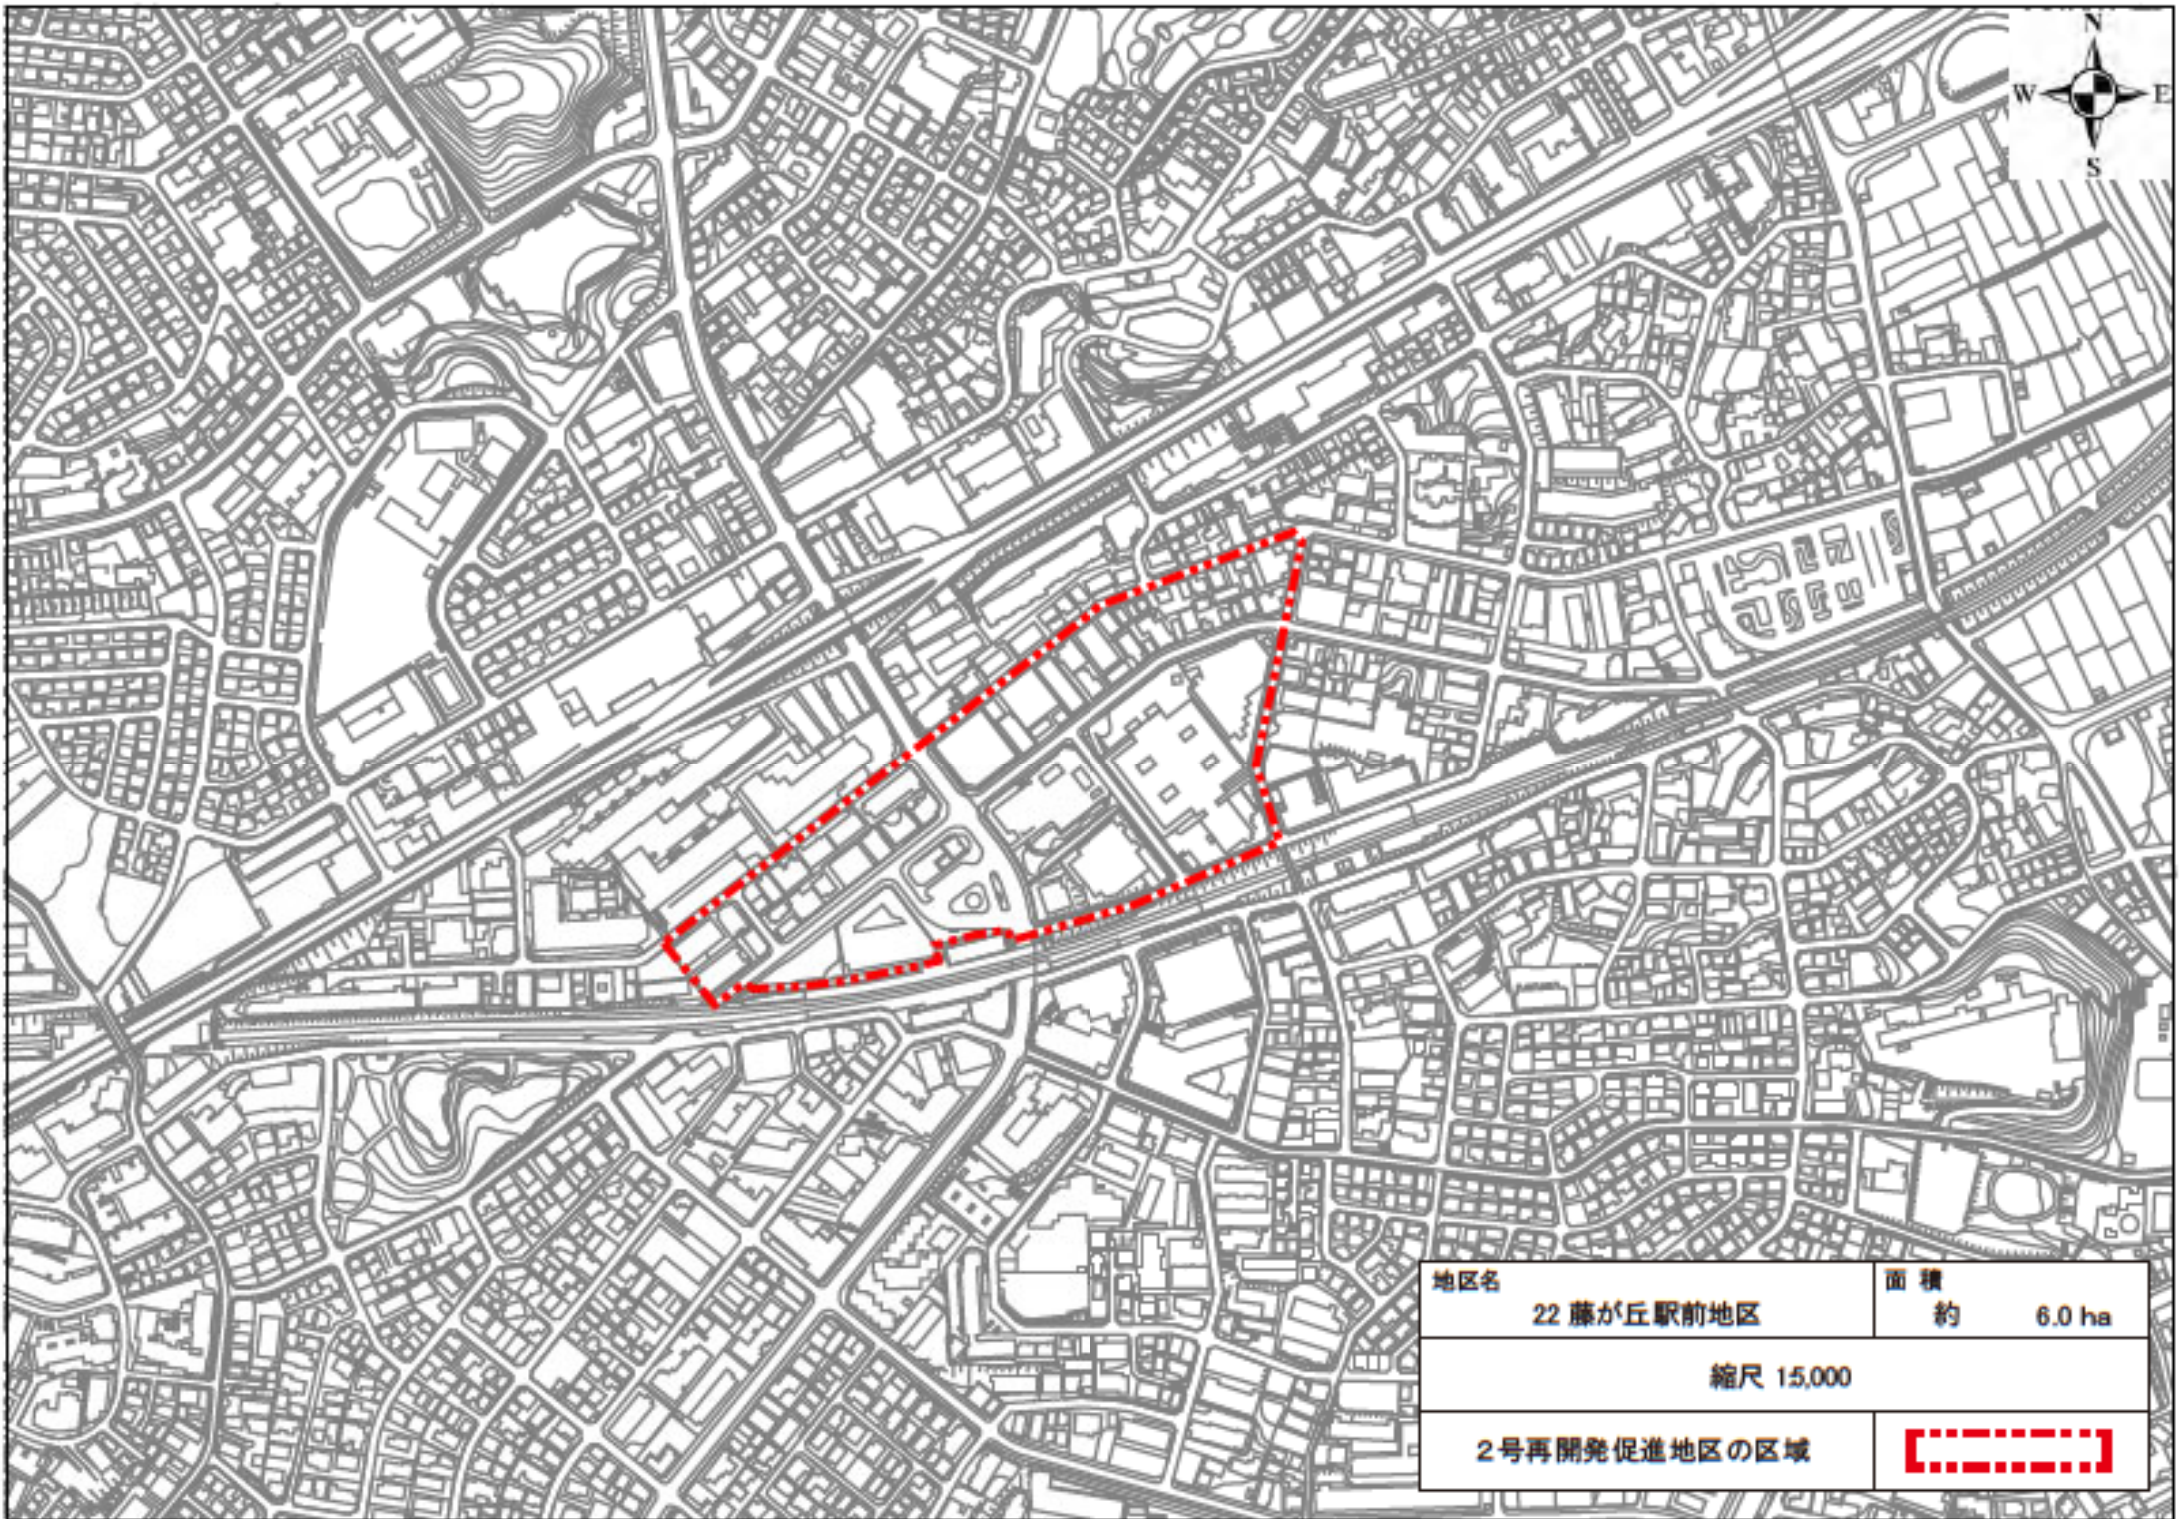 N
W E
S
地区名
22 藤が丘駅前地区
面 積
約 6.0 ha
縮尺 15,000
2号再開発促進地区の区域